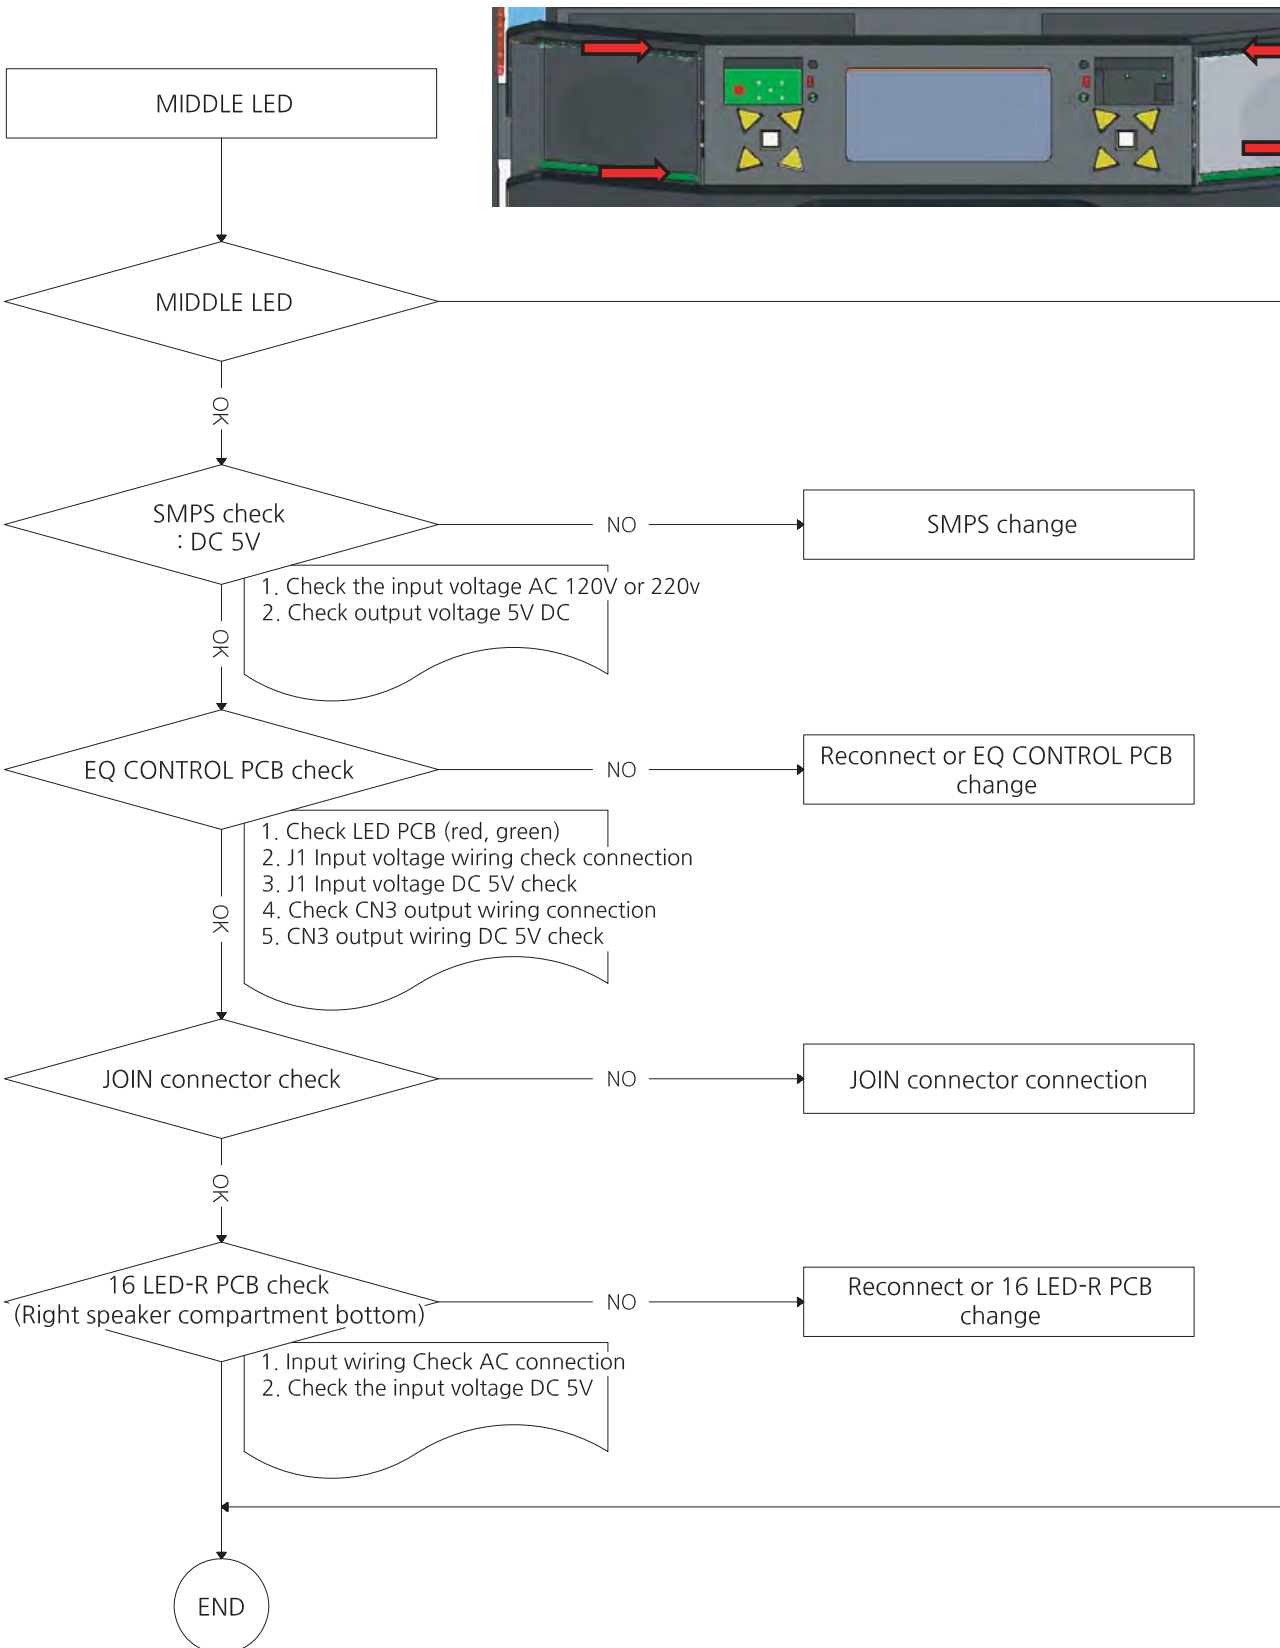 MIDDLE LED
MIDDLE LED
OK
SMPS check
: DC 5V
NO
SMPS change
1. Check the input voltage AC 120V or 220v
2. Check output voltage 5V DC
OK
EQ CONTROL PCB check
NO
Reconnect or EQ CONTROL PCB
change
1. Check LED PCB (red, green)
2. J1 Input voltage wiring check connection
3. J1 Input voltage DC 5V check
4. Check CN3 output wiring connection
5. CN3 output wiring DC 5V check
OK
JOIN connector check
NO
JOIN connector connection
OK
16 LED-R PCB check
(Right speaker compartment bottom)
NO
Reconnect or 16 LED-R PCB
change
1. Input wiring Check AC connection
2. Check the input voltage DC 5V
END